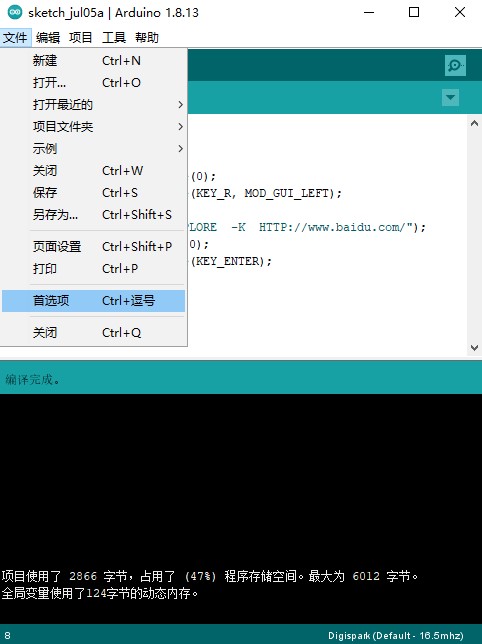 sketch_jul05a | Arduino 1.8.13
文件 编辑 项目 工具 帮助
新建 Ctrl+N
打开... Ctrl+O
打开最近的
项目文件夹
示例
关闭 Ctrl+W
保存 Ctrl+S
另存为... Ctrl+Shift+S
页面设置 Ctrl+Shift+P
打印 Ctrl+P
首选项 Ctrl+逗号
关闭 Ctrl+Q
(0);
(KEY_R, MOD_GUI_LEFT);
PLORE -K HTTP://www.baidu.com/");
0);
(KEY_ENTER);
编译完成。
项目使用了 2866 字节，占用了 (47%) 程序存储空间。最大为 6012 字节。
全局变量使用了124字节的动态内存。
8 Digispark (Default - 16.5mhz)